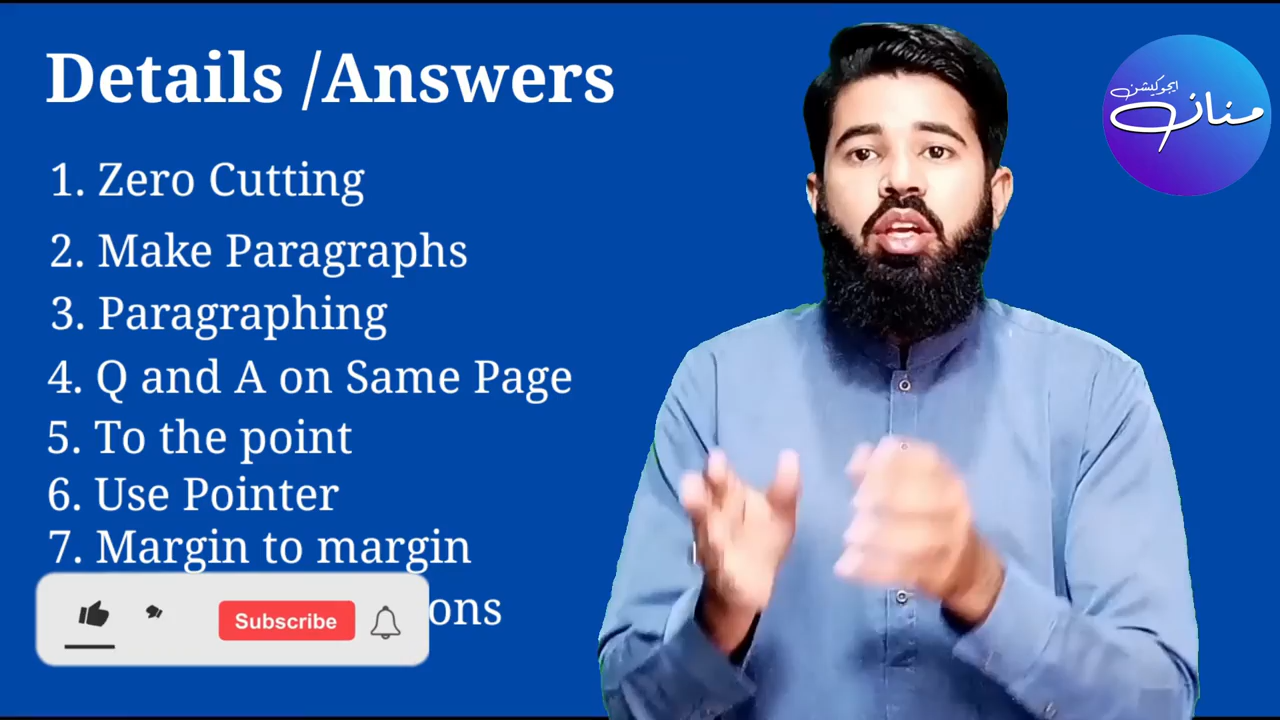 Details /Answers
ایجوکیشن
منان
1. Zero Cutting
2. Make Paragraphs
3. Paragraphing
4. Q and A on Same Page
5. To the point
6. Use Pointer
7. Margin to margin
Subscribe